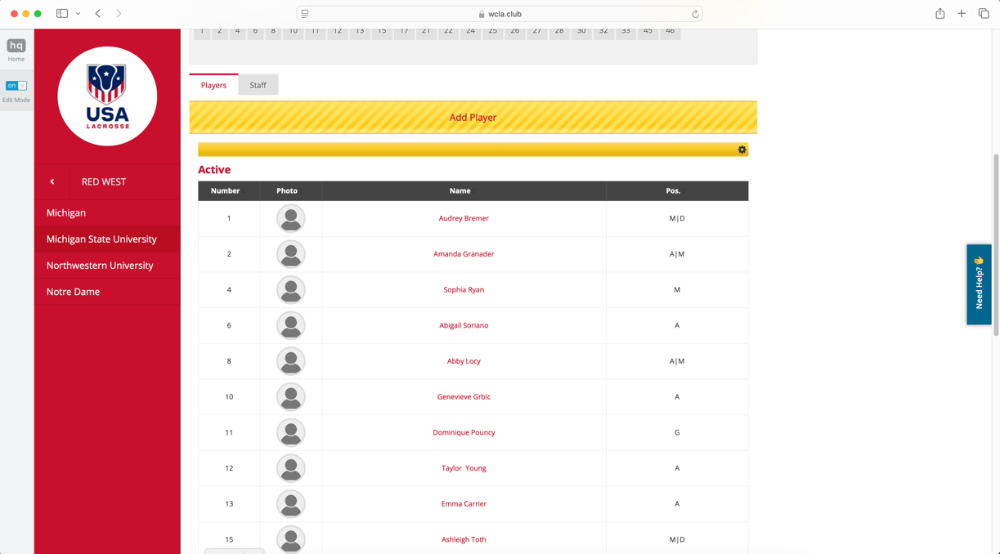 wcla.club
hq
Home
on
Edit Mode
USA
LACROSSE
RED WEST
Michigan
Michigan State University
Northwestern University
Notre Dame
1 2 4 6 8 10 11 12 13 15 17 21 22 24 25 26 27 28 30 32 33 45 46
Players Staff
Add Player
Active
Number Photo Name Pos.
1 Audrey Bremer M|D
2 Amanda Granader A|M
4 Sophia Ryan M
6 Abigail Soriano A
8 Abby Locy A|M
10 Genevieve Grbic A
11 Dominique Pouncy G
12 Taylor Young A
13 Emma Carrier A
15 Ashleigh Toth M|D
Need Help? 👋